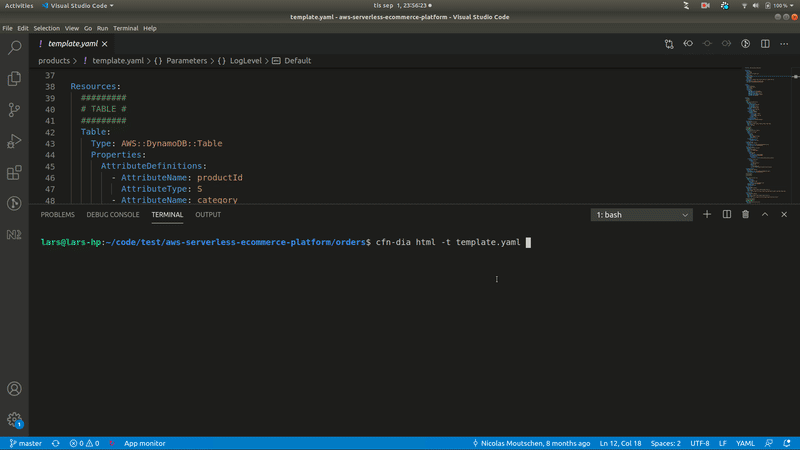 Activities Visual Studio Code tis sep 1, 23:56:23 100 %
template.yaml - aws-serverless-ecommerce-platform - Visual Studio Code
File Edit Selection View Go Run Terminal Help
! template.yaml ×
products > ! template.yaml > {} Parameters > {} LogLevel > Default
37
38 Resources:
39 #########
40 # TABLE #
41 #########
42 Table:
43 Type: AWS::DynamoDB::Table
44 Properties:
45 AttributeDefinitions:
46 - AttributeName: productId
47 AttributeType: S
48 - AttributeName: category
PROBLEMS DEBUG CONSOLE TERMINAL OUTPUT 1: bash
lars@lars-hp:~/code/test/aws-serverless-ecommerce-platform/orders$ cfn-dia html -t template.yaml
1
master 0 0 App monitor Nicolas Moutschen, 8 months ago Ln 12, Col 18 Spaces: 2 UTF-8 LF YAML